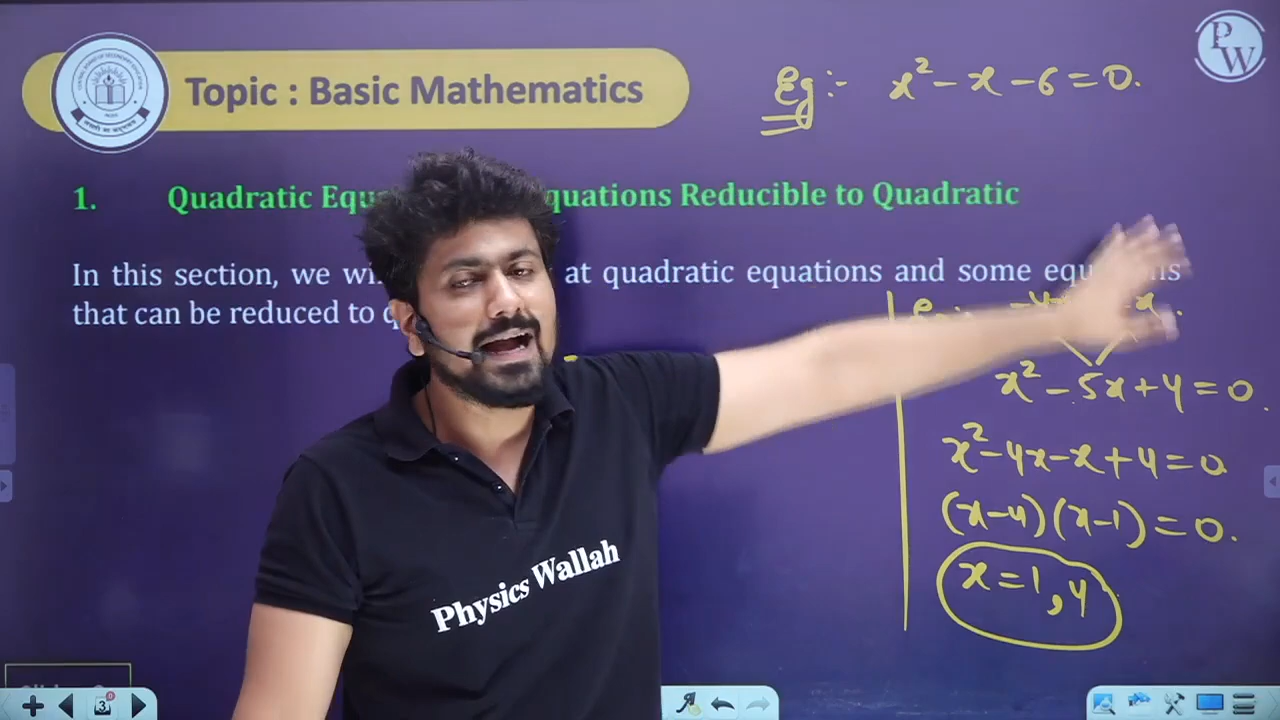 Topic : Basic Mathematics
Eg:- x² - x - 6 = 0.
PW
1. Quadratic Equ quations Reducible to Quadratic
In this section, we wi at quadratic equations and some equ ns
that can be reduced to q
x² - 5x + 4 = 0.
x² - 4x - x + 4 = 0
(x-4)(x-1) = 0.
x = 1, 4
Physics Wallah
3